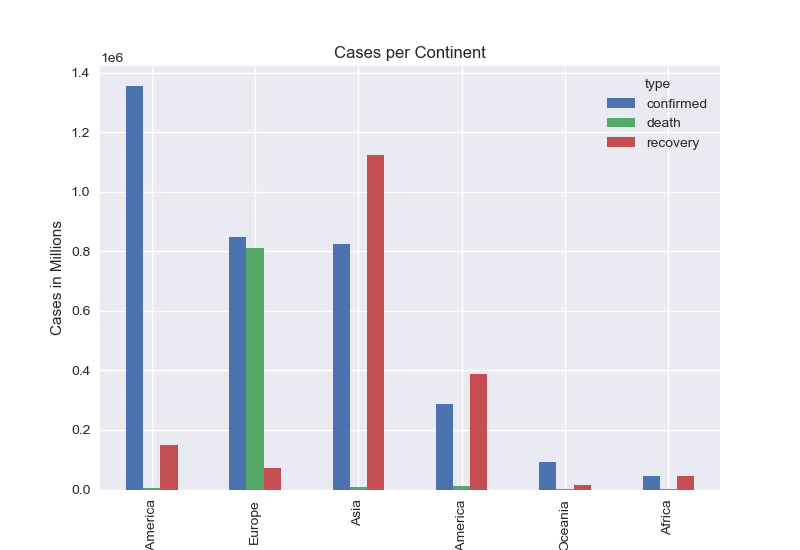 Cases per Continent
1e6
type
confirmed
death
recovery
Cases in Millions
1.4
1.2
1.0
0.8
0.6
0.4
0.2
0.0
America
Europe
Asia
America
Oceania
Africa